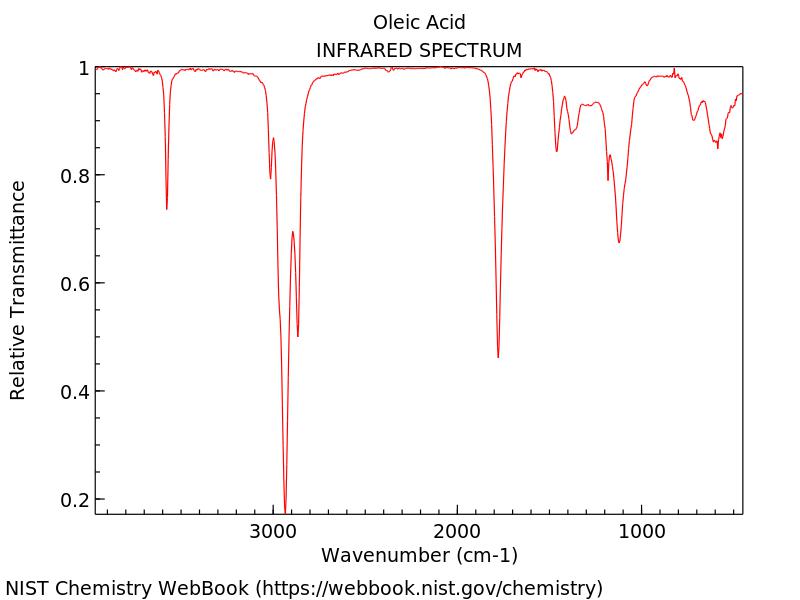 Oleic Acid
INFRARED SPECTRUM
1
0.8
0.6
0.4
0.2
Relative Transmittance
3000 2000 1000
Wavenumber (cm-1)
NIST Chemistry WebBook (https://webbook.nist.gov/chemistry)